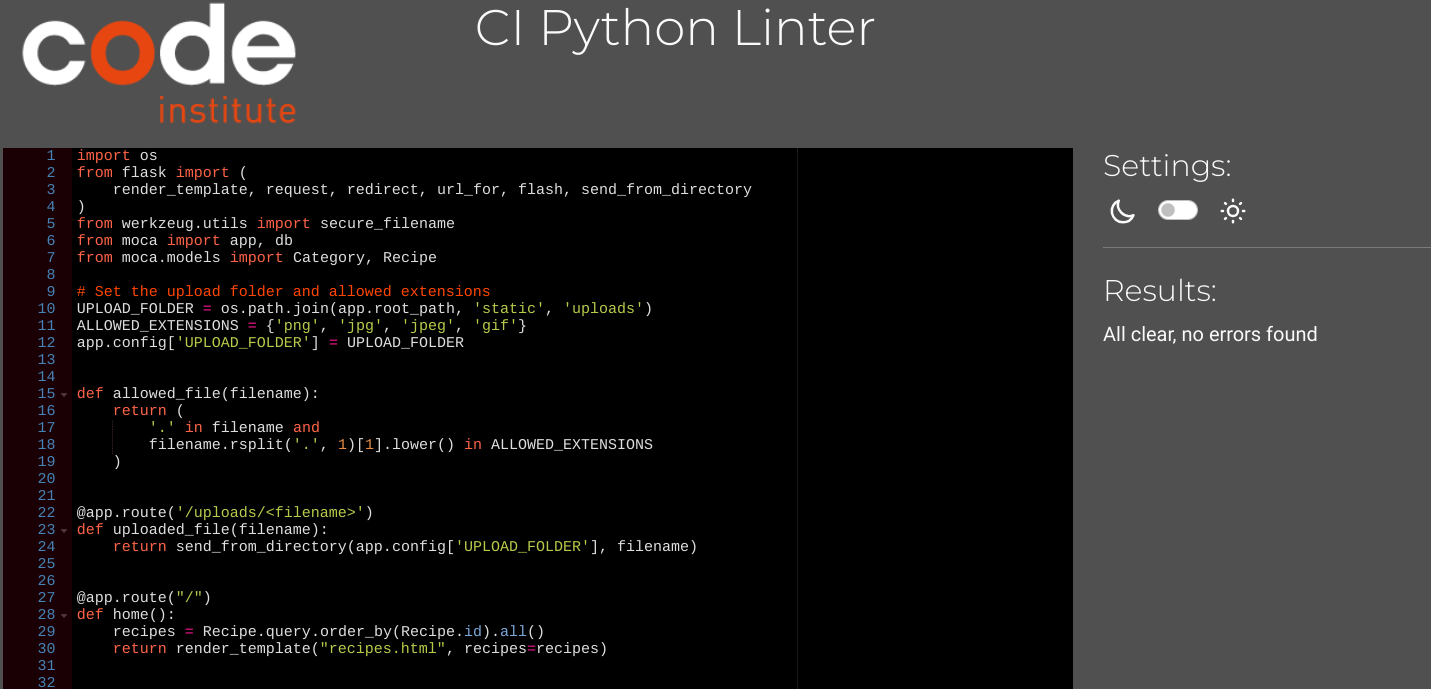 code
institute
CI Python Linter
1 import os
2 from flask import (
3     render_template, request, redirect, url_for, flash, send_from_directory
4 )
5 from werkzeug.utils import secure_filename
6 from moca import app, db
7 from moca.models import Category, Recipe
8
9 # Set the upload folder and allowed extensions
10 UPLOAD_FOLDER = os.path.join(app.root_path, 'static', 'uploads')
11 ALLOWED_EXTENSIONS = {'png', 'jpg', 'jpeg', 'gif'}
12 app.config['UPLOAD_FOLDER'] = UPLOAD_FOLDER
13
14
15 def allowed_file(filename):
16     return (
17         '.' in filename and
18         filename.rsplit('.', 1)[1].lower() in ALLOWED_EXTENSIONS
19     )
20
21
22 @app.route('/uploads/<filename>')
23 def uploaded_file(filename):
24     return send_from_directory(app.config['UPLOAD_FOLDER'], filename)
25
26
27 @app.route("/")
28 def home():
29     recipes = Recipe.query.order_by(Recipe.id).all()
30     return render_template("recipes.html", recipes=recipes)
31
32
Settings:
Results:
All clear, no errors found